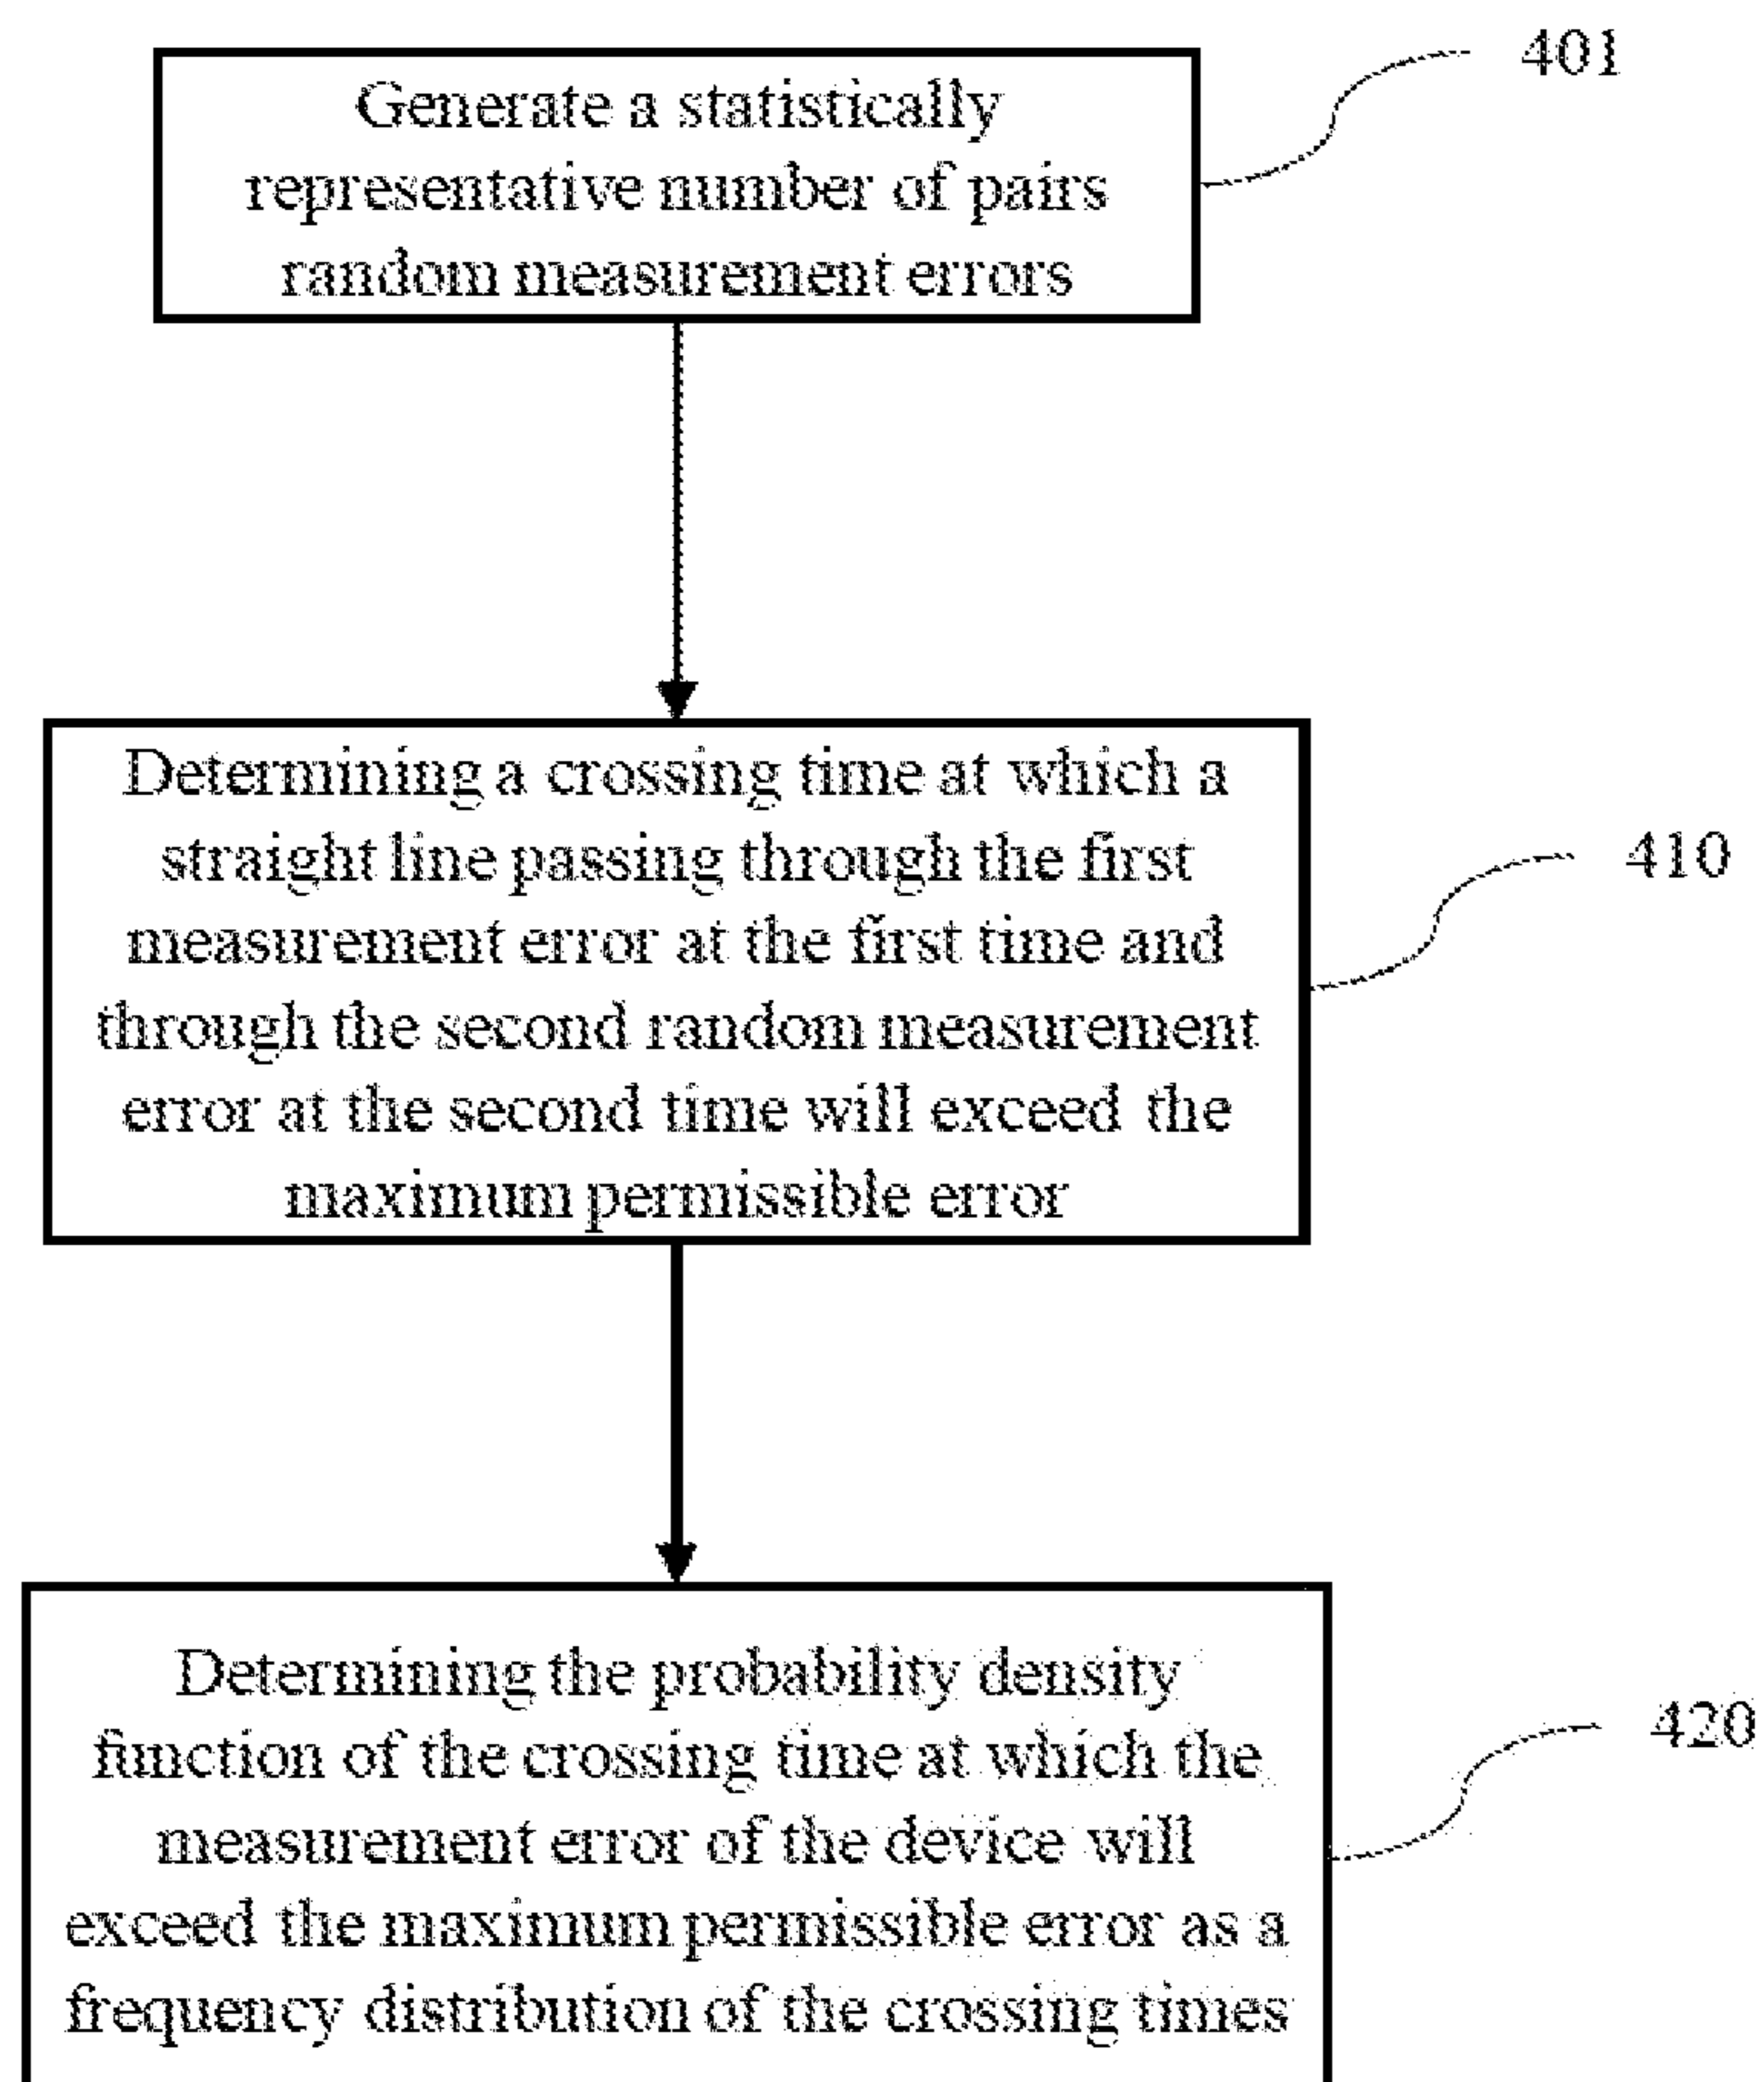 401
Generate a statistically
representative number of pairs
random measurement errors
Determining a crossing time at which a
straight line passing through the first
measurement error at the first time and
through the second random measurement
error at the second time will exceed the
maximum permissible error
410
Determining the probability density
function of the crossing time at which the
measurement error of the device will
exceed the maximum permissible error as a
frequency distribution of the crossing times
420